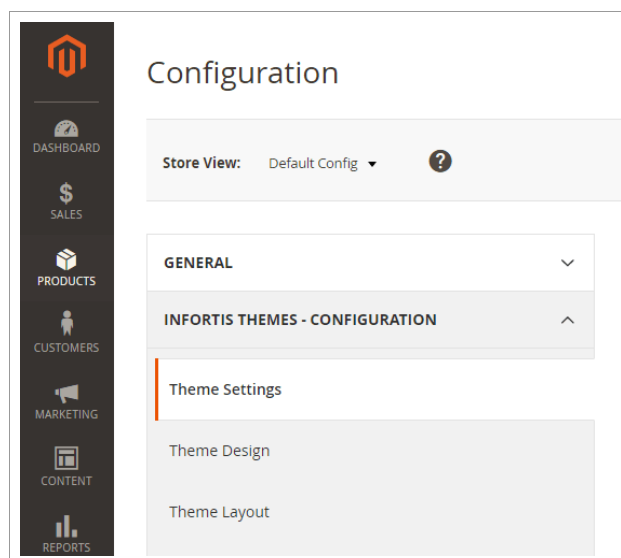 Configuration
DASHBOARD
Store View: Default Config
SALES
GENERAL
PRODUCTS
INFORTIS THEMES - CONFIGURATION
CUSTOMERS
Theme Settings
MARKETING
Theme Design
CONTENT
Theme Layout
REPORTS